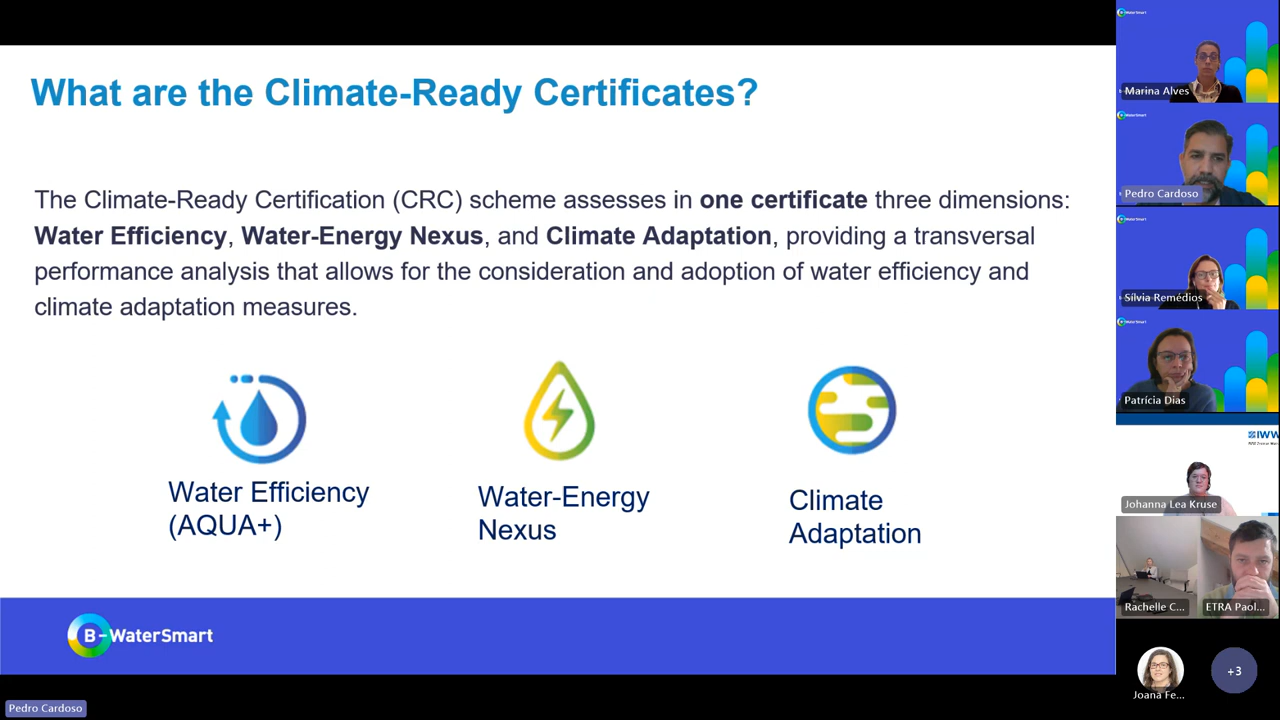 What are the Climate-Ready Certificates?
The Climate-Ready Certification (CRC) scheme assesses in one certificate three dimensions:
Water Efficiency, Water-Energy Nexus, and Climate Adaptation, providing a transversal
performance analysis that allows for the consideration and adoption of water efficiency and
climate adaptation measures.
Water Efficiency
(AQUA+)
Water-Energy
Nexus
Climate
Adaptation
B-WaterSmart
Pedro Cardoso
Marina Alves
Pedro Cardoso
Sílvia Remédios
Patrícia Dias
IWW
Johanna Lea Kruse
Rachelle C...
ETRA Paol...
Joana Fe...
+3